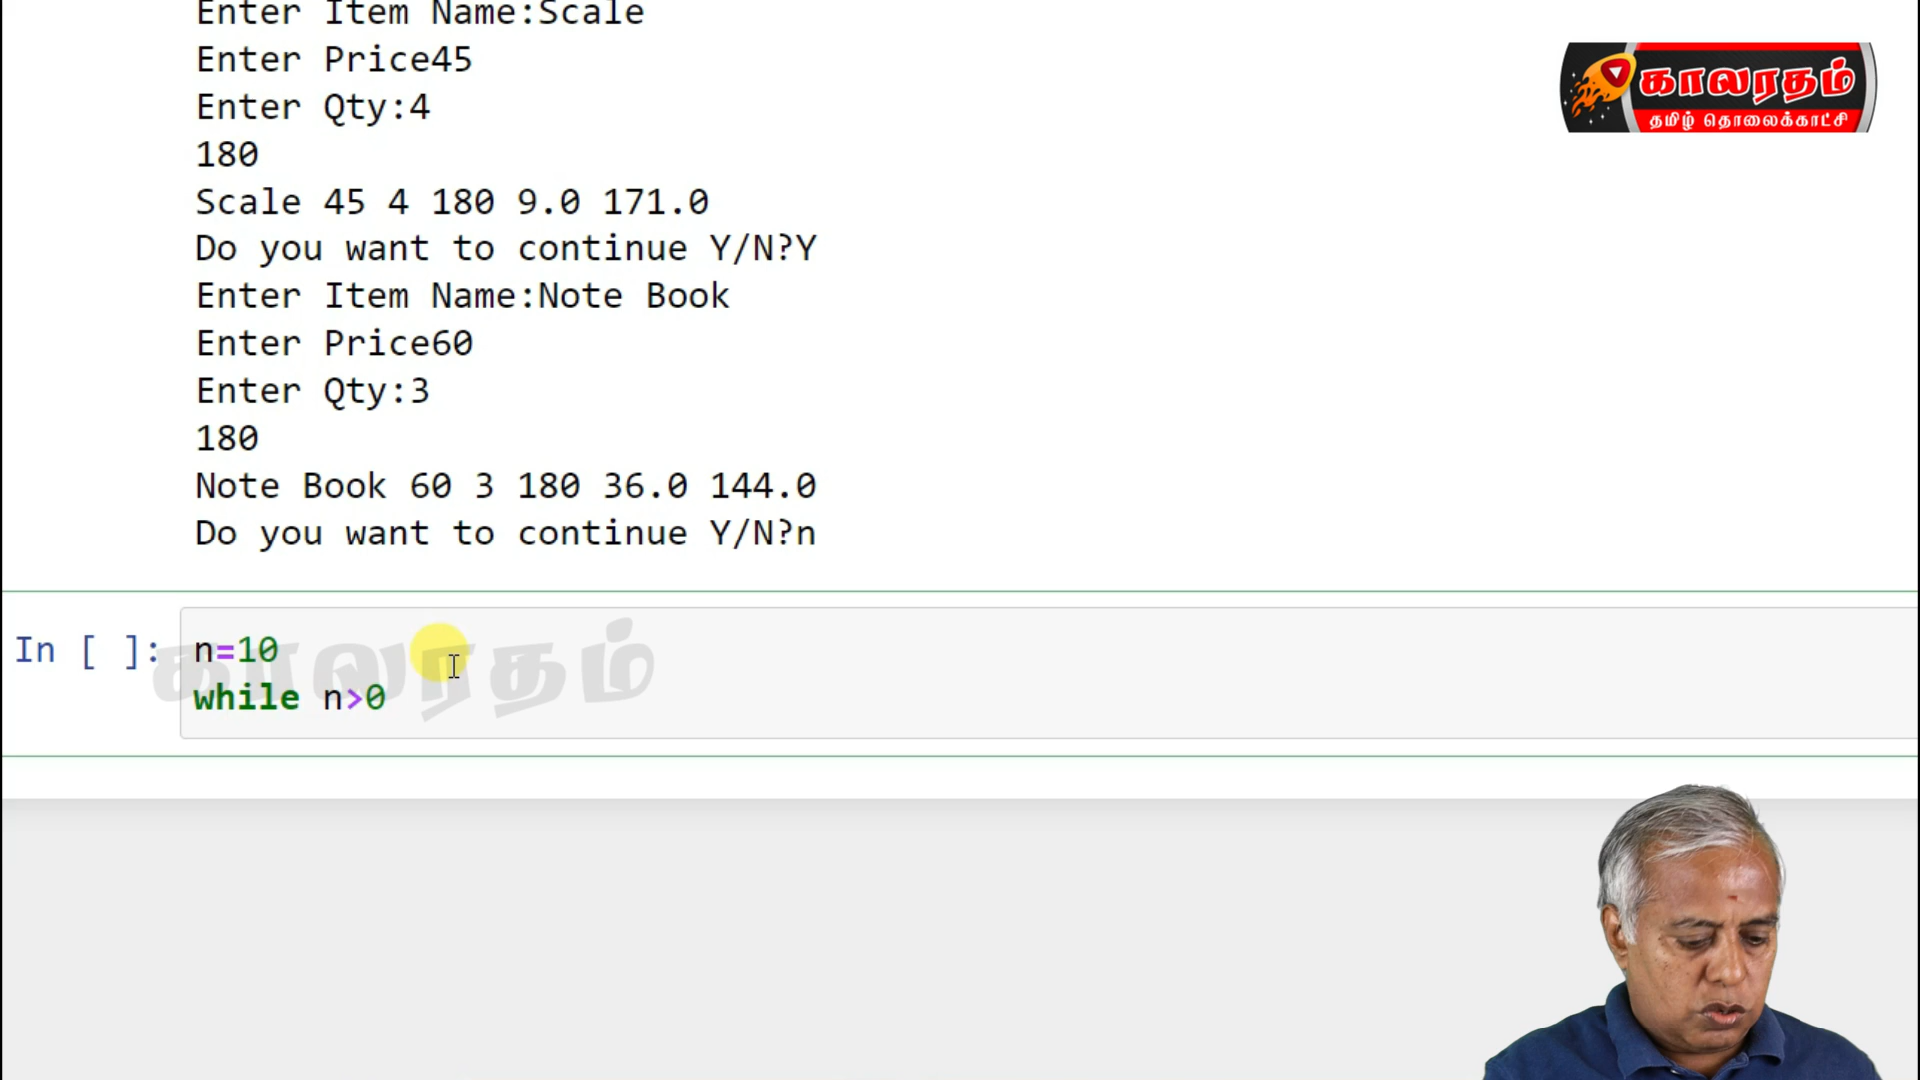 Enter Item Name:Scale
Enter Price45
Enter Qty:4
180
Scale 45 4 180 9.0 171.0
Do you want to continue Y/N?Y
Enter Item Name:Note Book
Enter Price60
Enter Qty:3
180
Note Book 60 3 180 36.0 144.0
Do you want to continue Y/N?n
In [ ]: n=10
while n>0
காலரதம்
காலரதம்
தமிழ் தொலைக்காட்சி